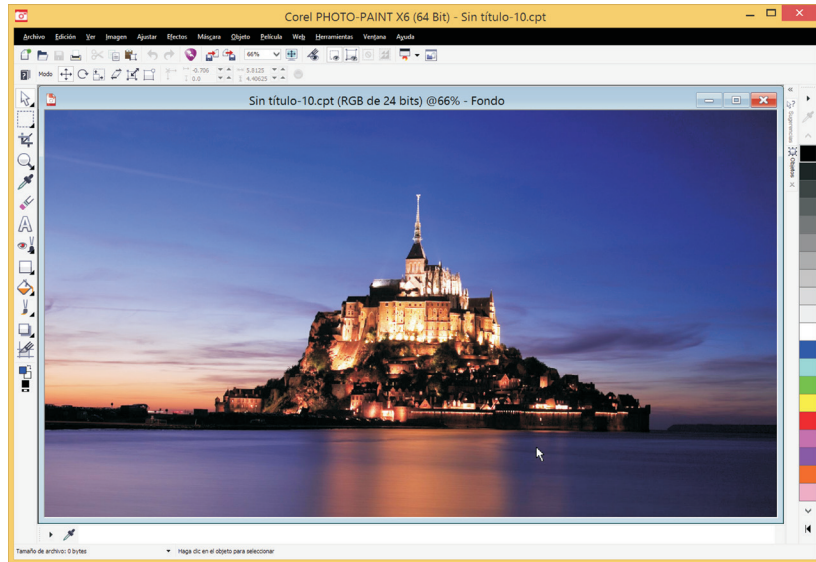 Corel PHOTO-PAINT X6 (64 Bit) - Sin título-10.cpt
Archivo Edición Ver Imagen Ajustar Efectos Máscara Objeto Película Web Herramientas Ventana Ayuda
66%
Modo -0.706 5.8125
0.0 4.40625
Sin título-10.cpt (RGB de 24 bits) @66% - Fondo
Sugerencias
Objetos
Tamaño de archivo: 0 bytes Haga clic en el objeto para seleccionar